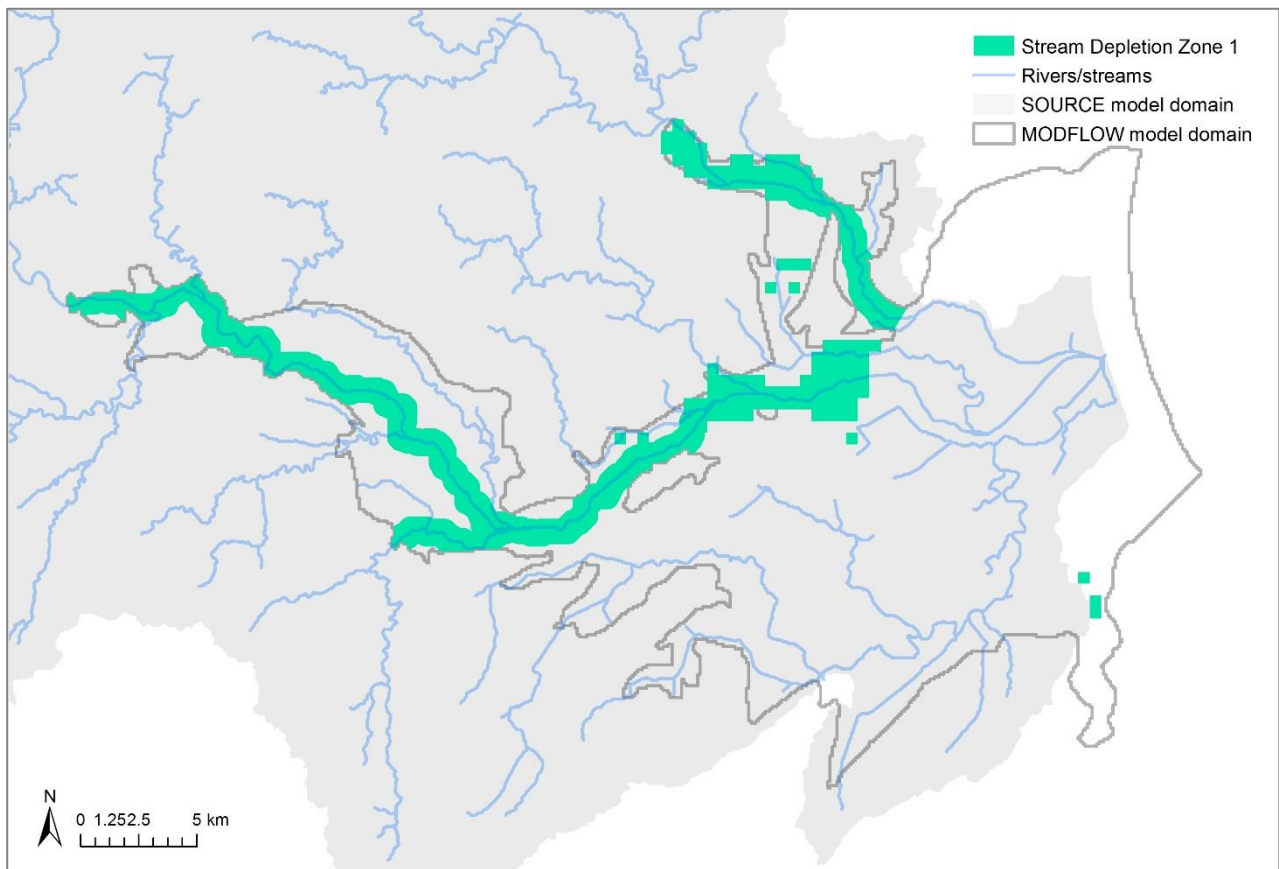 Stream Depletion Zone 1
Rivers/streams
SOURCE model domain
MODFLOW model domain
N
0 1.252.5 5 km